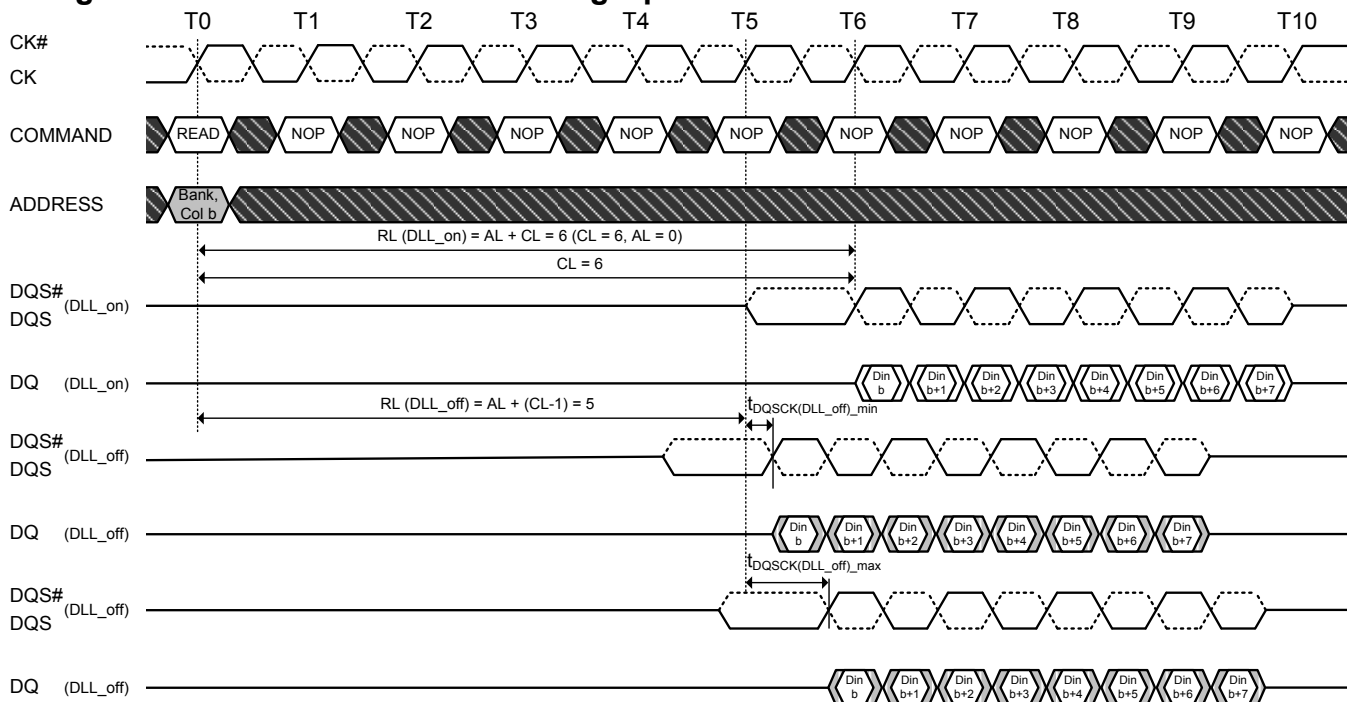 T0 T1 T2 T3 T4 T5 T6 T7 T8 T9 T10
CK#
CK
COMMAND READ NOP NOP NOP NOP NOP NOP NOP NOP NOP NOP
ADDRESS Bank,
Col b
RL (DLL_on) = AL + CL = 6 (CL = 6, AL = 0)
CL = 6
DQS# (DLL_on)
DQS
DQ (DLL_on) Din b Din b+1 Din b+2 Din b+3 Din b+4 Din b+5 Din b+6 Din b+7
RL (DLL_off) = AL + (CL-1) = 5 tDQSCK(DLL_off)_min
DQS# (DLL_off)
DQS
DQ (DLL_off) Din b Din b+1 Din b+2 Din b+3 Din b+4 Din b+5 Din b+6 Din b+7
tDQSCK(DLL_off)_max
DQS# (DLL_off)
DQS
DQ (DLL_off) Din b Din b+1 Din b+2 Din b+3 Din b+4 Din b+5 Din b+6 Din b+7